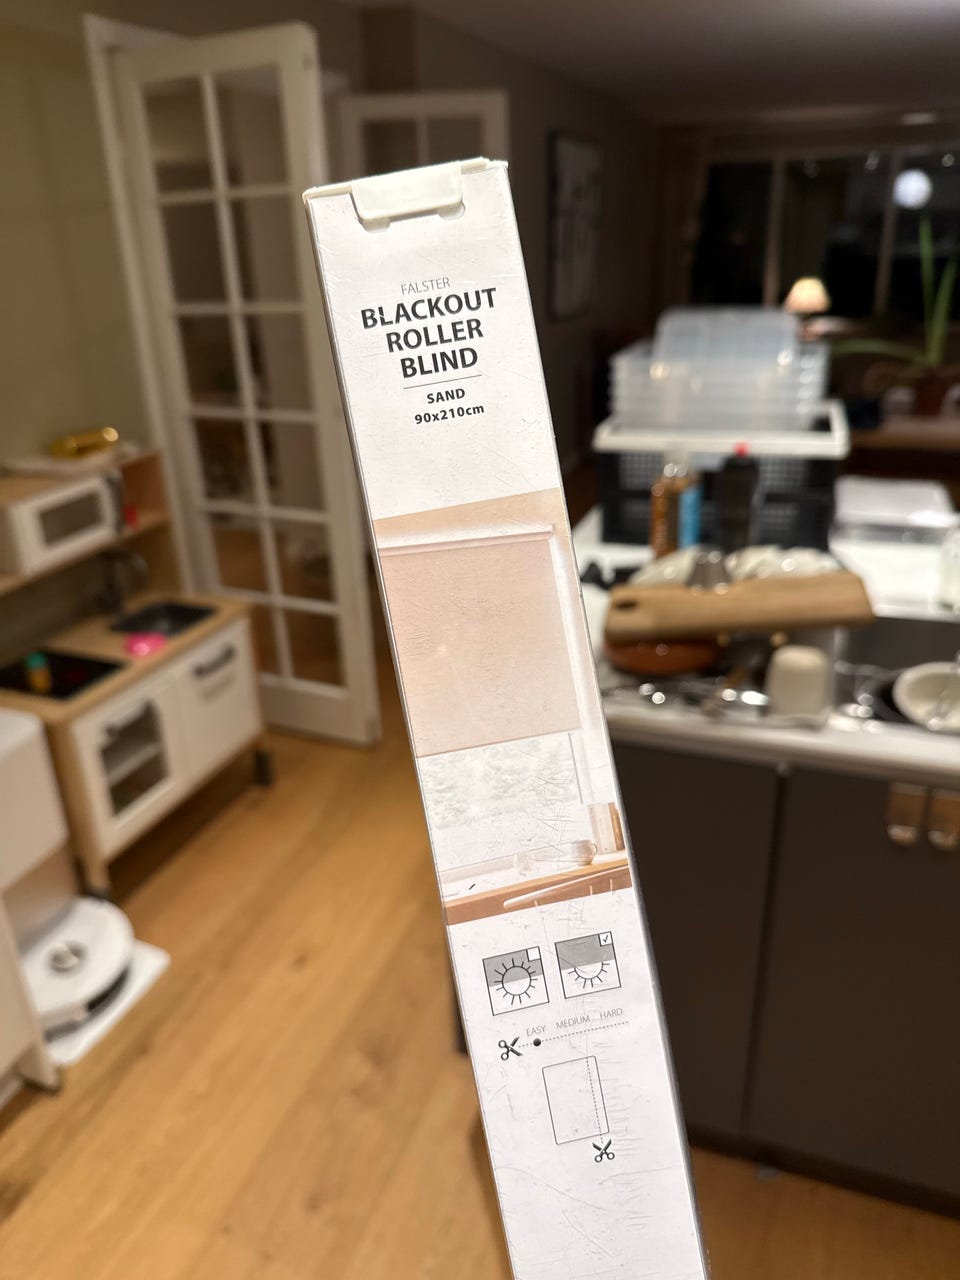 FALSTER
BLACKOUT
ROLLER
BLIND
SAND
90x210cm
EASY MEDIUM HARD